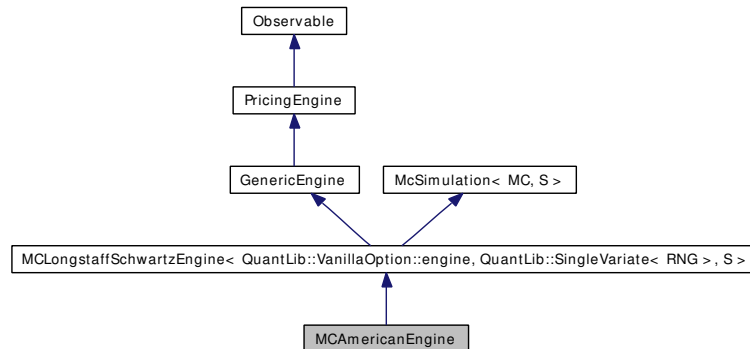 Observable
PricingEngine
GenericEngine
McSimulation< MC, S >
MCLongstaffSchwartzEngine< QuantLib::VanillaOption::engine, QuantLib::SingleVariate< RNG >, S >
MCAmericanEngine